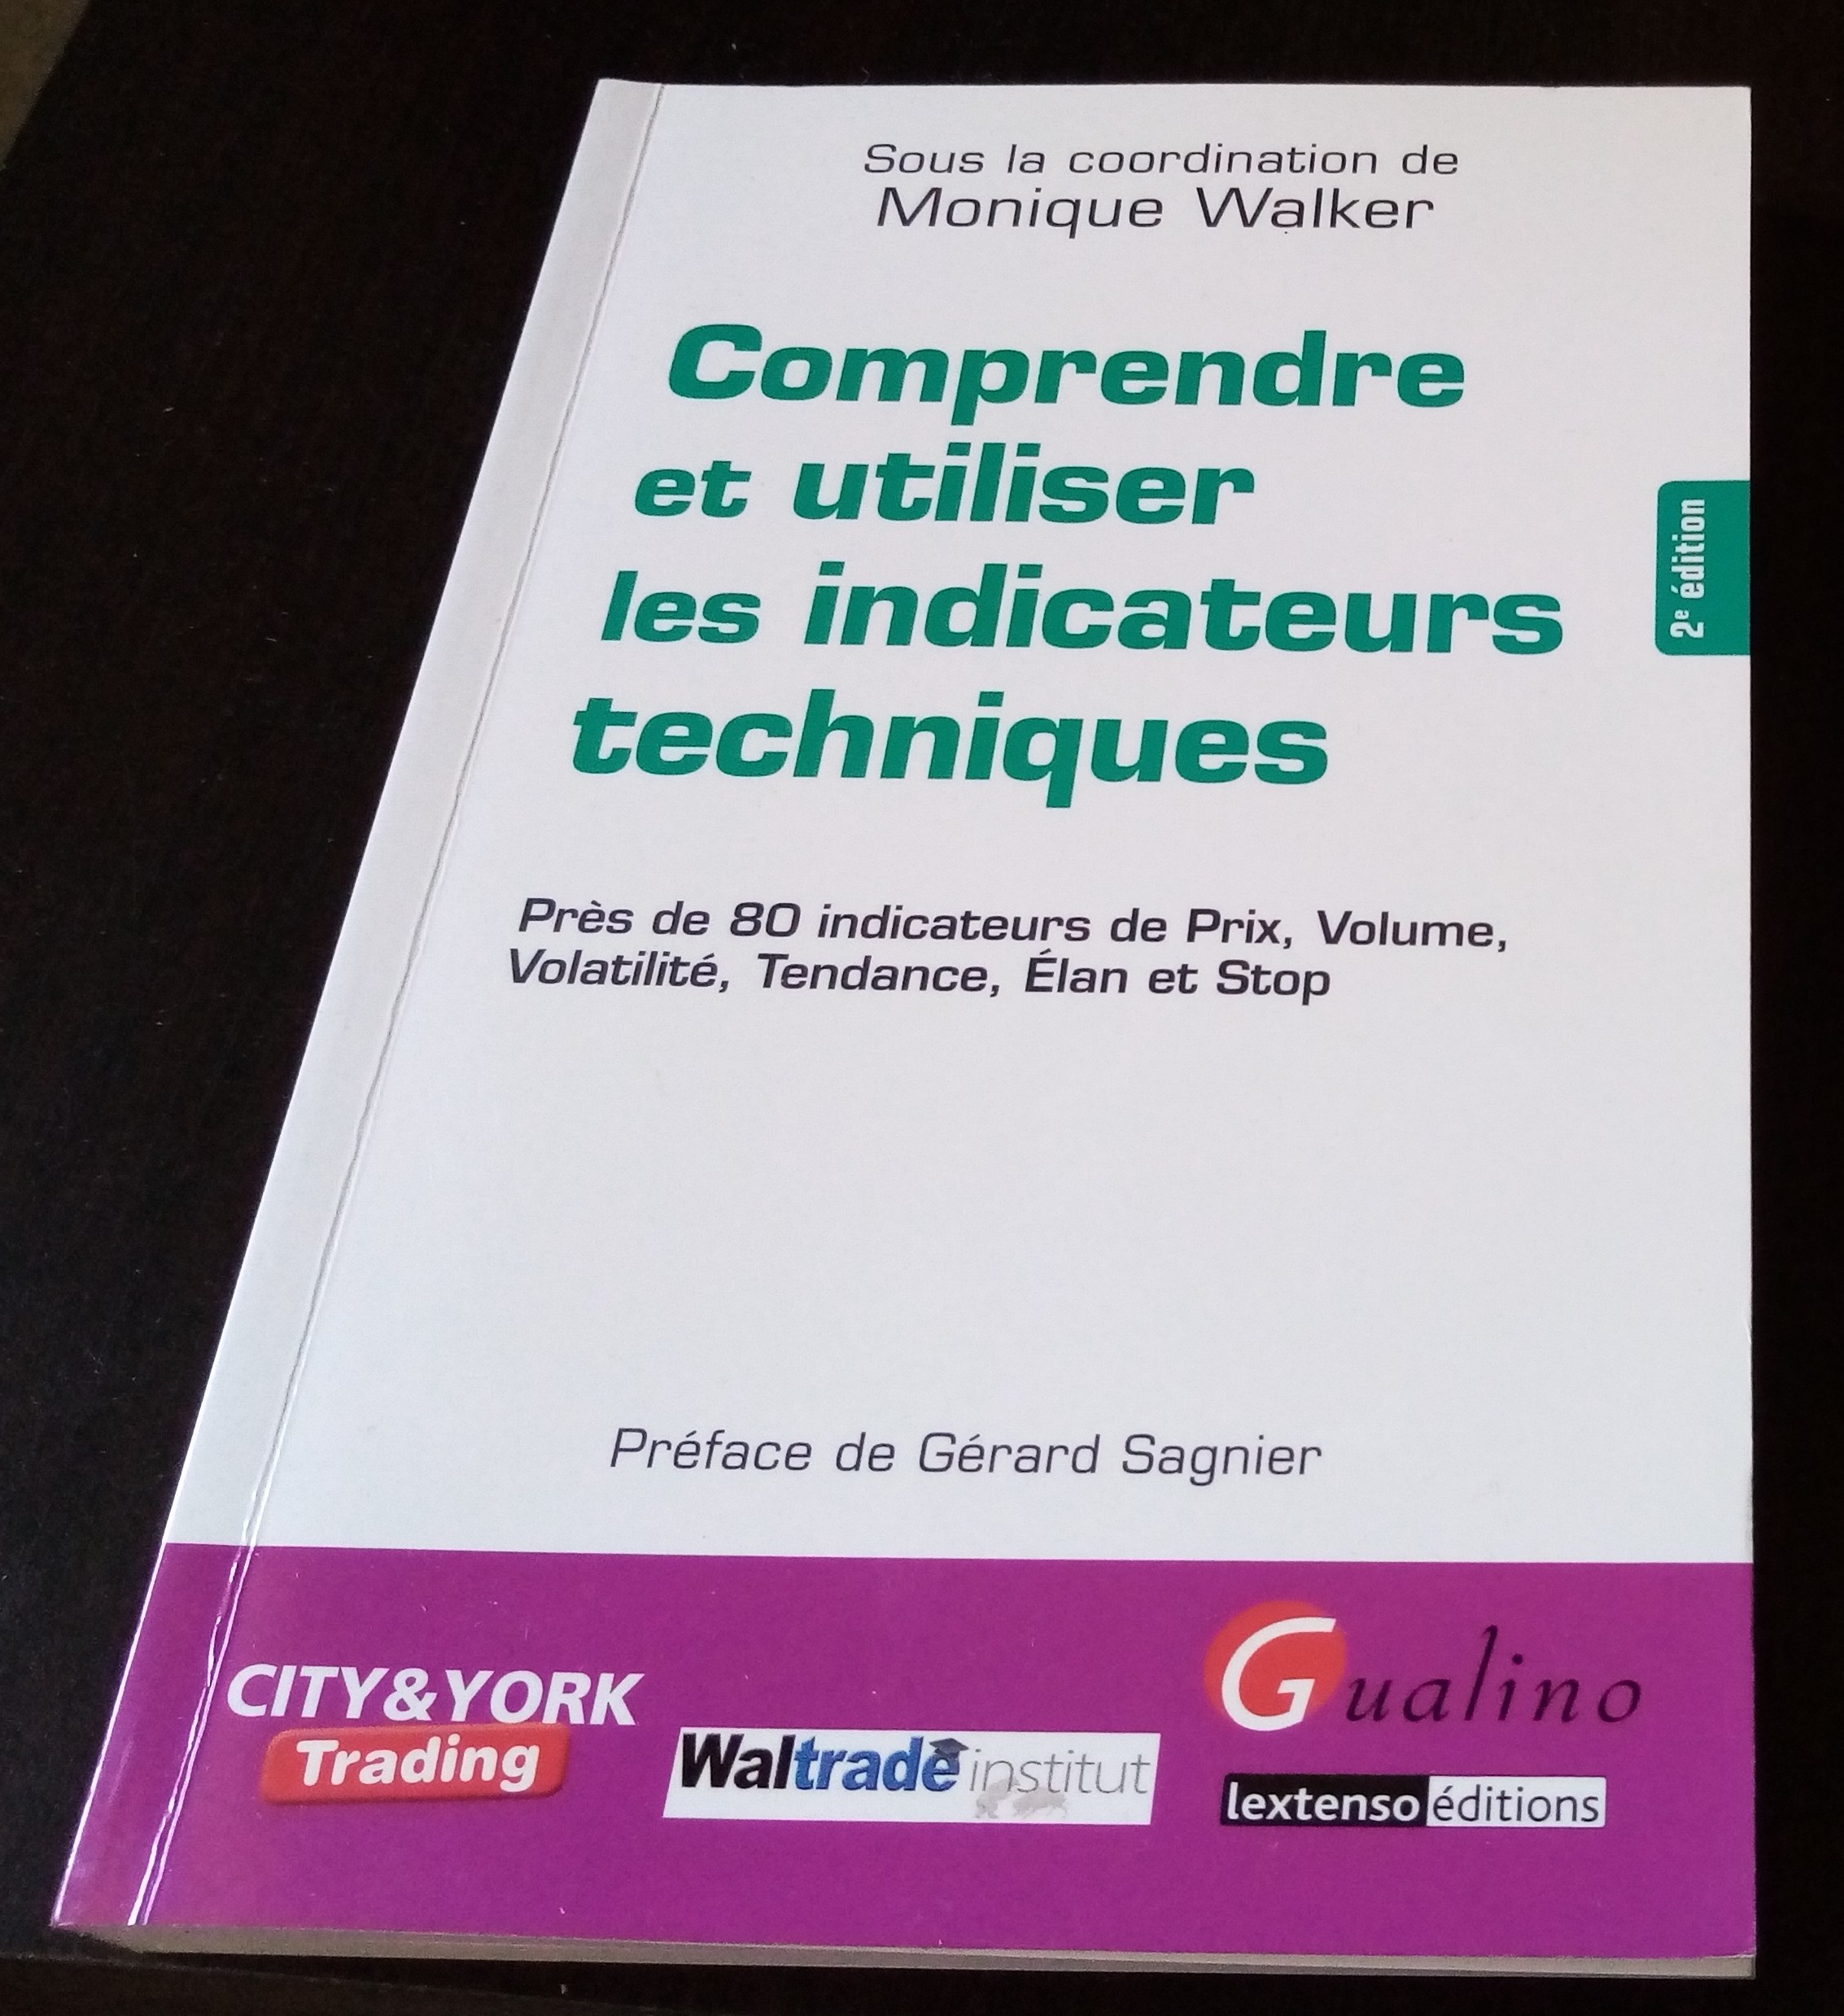 Sous la coordination de
Monique Walker
Comprendre
et utiliser
les indicateurs
techniques
2e édition
Près de 80 indicateurs de Prix, Volume,
Volatilité, Tendance, Élan et Stop
Préface de Gérard Sagnier
CITY&YORK
Trading
Waltrade institut
Gualino
lextenso éditions